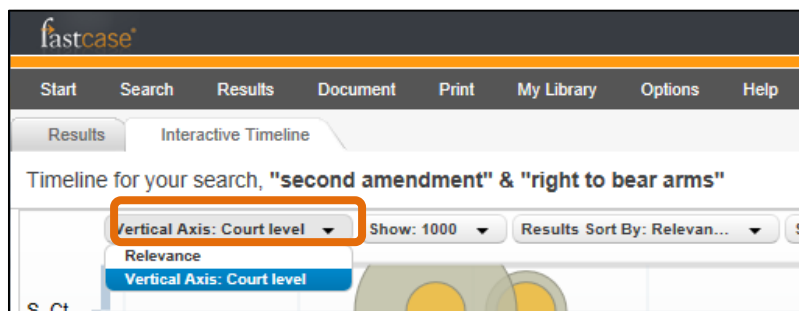 fastcase®
Start Search Results Document Print My Library Options Help
Results Interactive Timeline
Timeline for your search, "second amendment" & "right to bear arms"
Vertical Axis: Court level Show: 1000 Results Sort By: Relevan... S
Relevance
Vertical Axis: Court level
S. Ct.